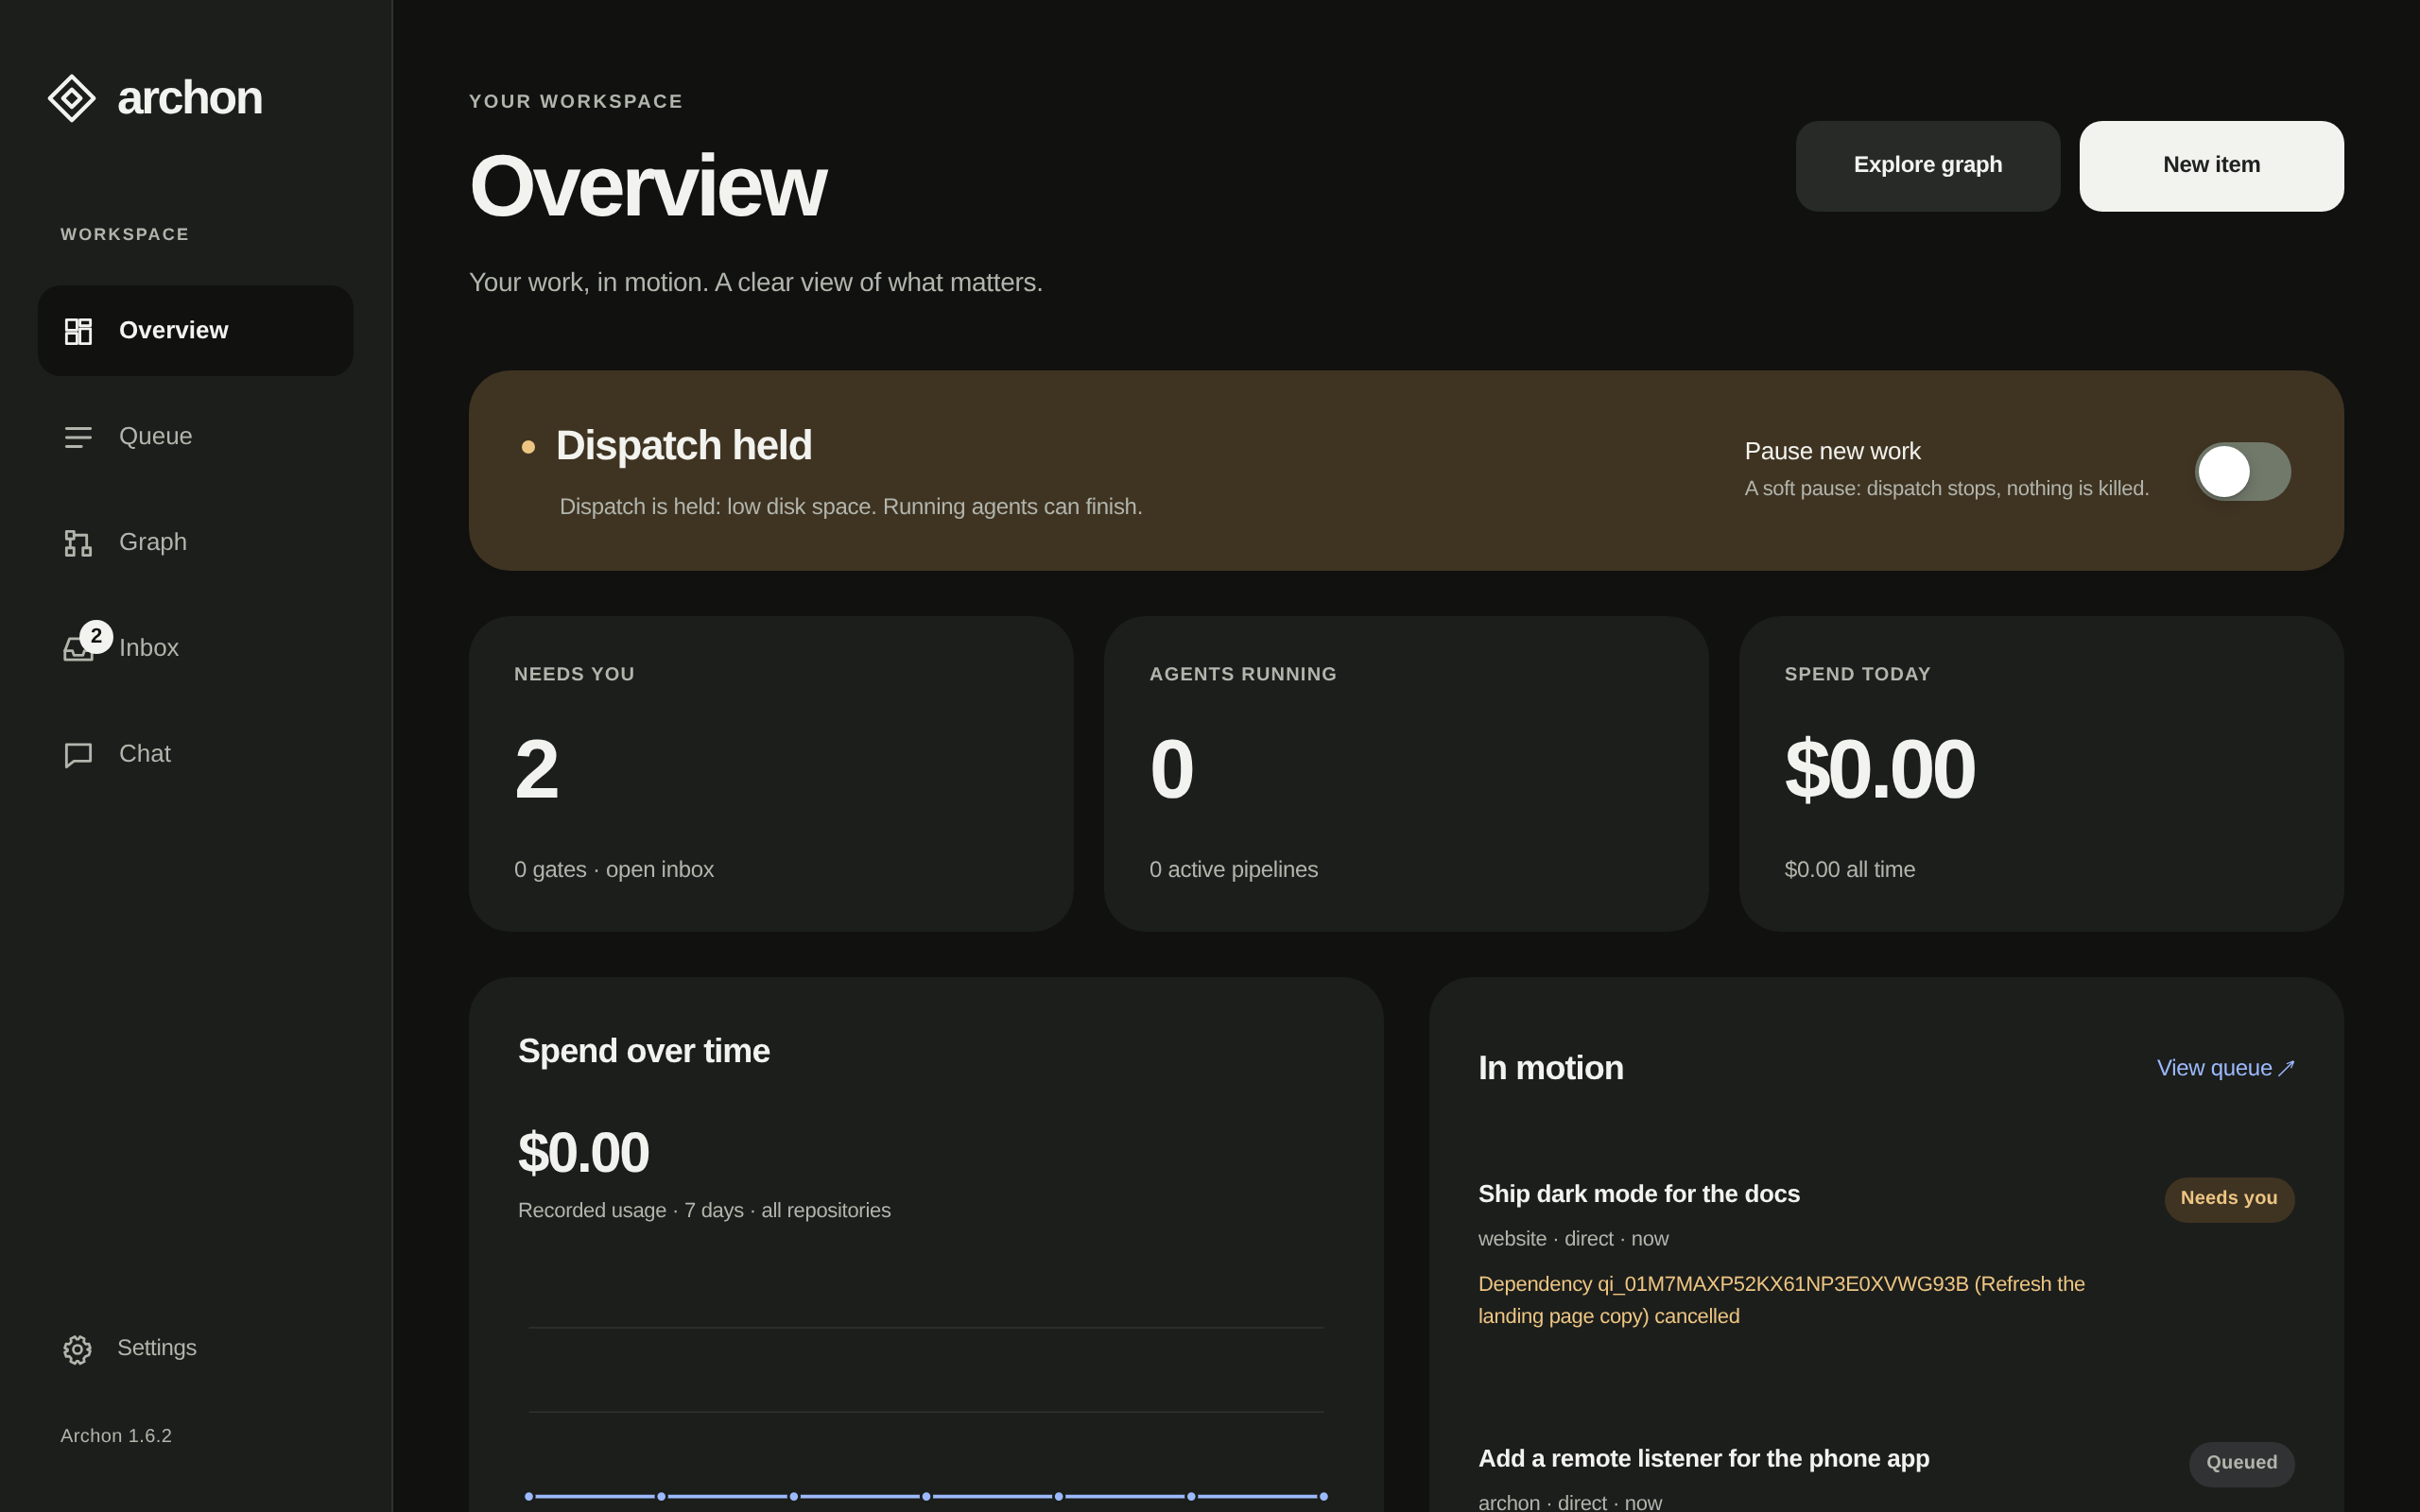 archon
WORKSPACE
Overview
Queue
Graph
2
Inbox
Chat
Settings
Archon 1.6.2
YOUR WORKSPACE
Overview
Your work, in motion. A clear view of what matters.
Explore graph
New item
Dispatch held
Dispatch is held: low disk space. Running agents can finish.
Pause new work
A soft pause: dispatch stops, nothing is killed.
NEEDS YOU
2
0 gates · open inbox
AGENTS RUNNING
0
0 active pipelines
SPEND TODAY
$0.00
$0.00 all time
Spend over time
$0.00
Recorded usage · 7 days · all repositories
In motion
View queue ↗
Ship dark mode for the docs
Needs you
website · direct · now
Dependency qi_01M7MAXP52KX61NP3E0XVWG93B (Refresh the
landing page copy) cancelled
Add a remote listener for the phone app
Queued
archon · direct · now